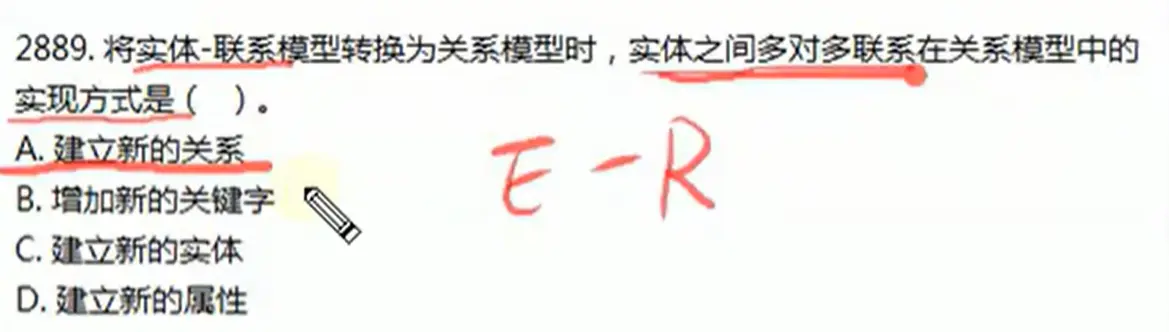 2889. 将实体-联系模型转换为关系模型时，实体之间多对多联系在关系模型中的
实现方式是（　）。
A. 建立新的关系
B. 增加新的关键字
C. 建立新的实体
D. 建立新的属性
E-R